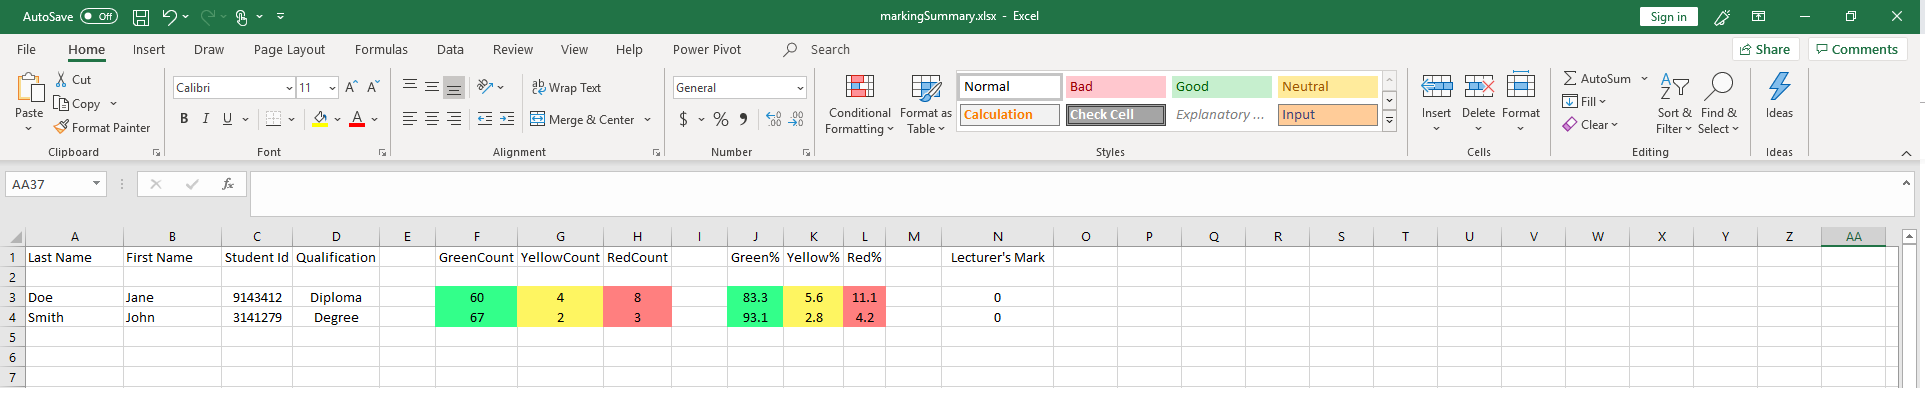 AutoSave Off markingSummary.xlsx - Excel Sign in
File Home Insert Draw Page Layout Formulas Data Review View Help Power Pivot Search Share Comments
Paste
Cut
Copy
Format Painter
Clipboard
Calibri 11
B I U A
Font
Wrap Text
Merge & Center
Alignment
General
$ % 9
Number
Conditional Formatting
Format as Table
Normal Bad Good Neutral
Calculation Check Cell Explanatory ... Input
Styles
Insert Delete Format
Cells
AutoSum
Fill
Clear
Sort & Filter
Find & Select
Editing
Ideas
Ideas
AA37 fx
A B C D E F G H I J K L M N O P Q R S T U V W X Y Z AA
1 Last Name First Name Student Id Qualification GreenCount YellowCount RedCount Green% Yellow% Red% Lecturer's Mark
2
3 Doe Jane 9143412 Diploma 60 4 8 83.3 5.6 11.1 0
4 Smith John 3141279 Degree 67 2 3 93.1 2.8 4.2 0
5
6
7